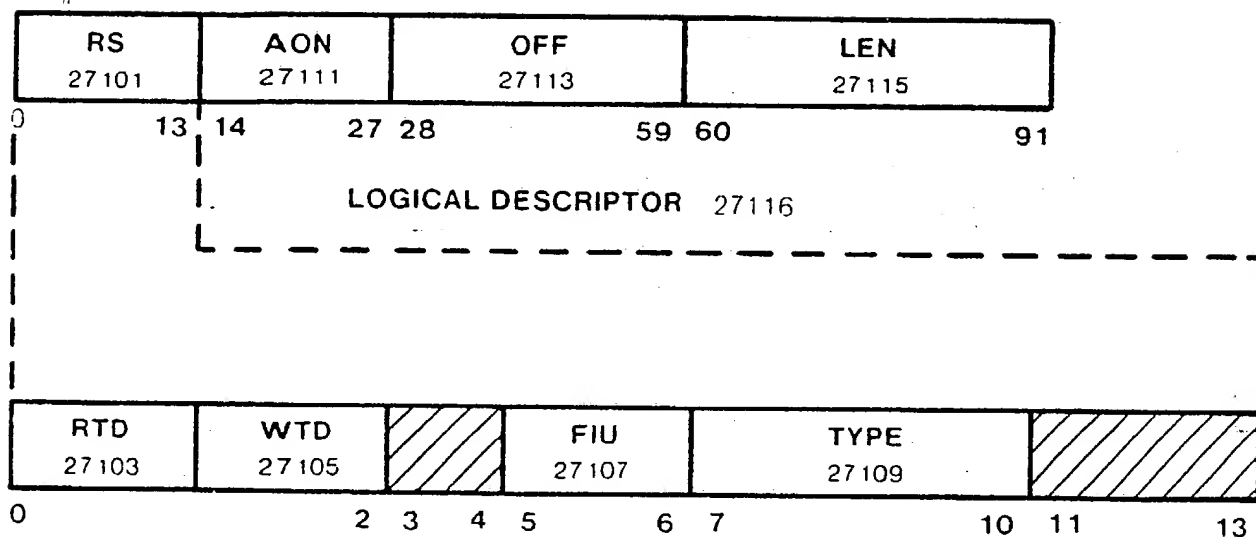 RS AON OFF LEN
27101 27111 27113 27115
0 13 14 27 28 59 60 91
LOGICAL DESCRIPTOR 27116
RTD WTD FIU TYPE
27103 27105 27107 27109
0 2 3 4 5 6 7 10 11 13